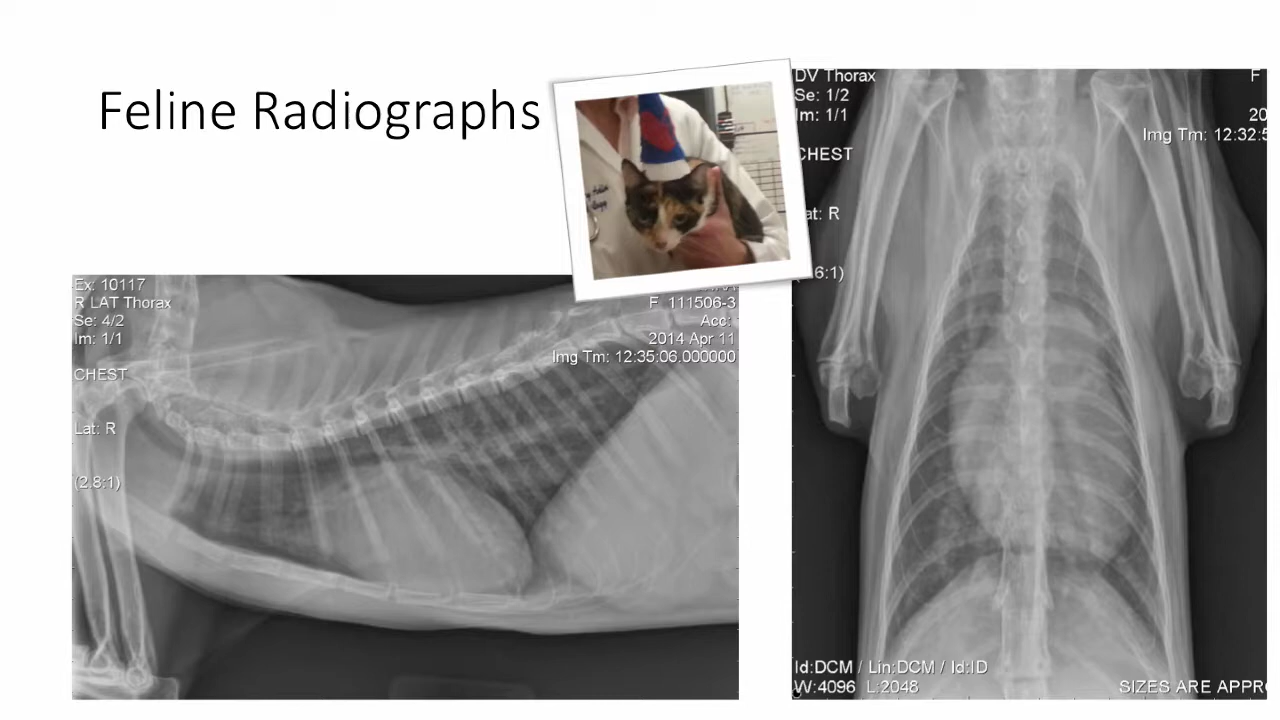 Feline Radiographs
Ex: 10117
R LAT Thorax
Se: 4/2
Im: 1/1
CHEST
Lat: R
(2.8:1)
F 111506-3
Acc:
2014 Apr 11
Img Tm: 12:35:06.000000
DV Thorax
Se: 1/2
Im: 1/1
CHEST
at: R
6:1)
F
20
Img Tm: 12:32:5
Id:DCM / Lin:DCM / Id:ID
W:4096 L:2048
SIZES ARE APPR